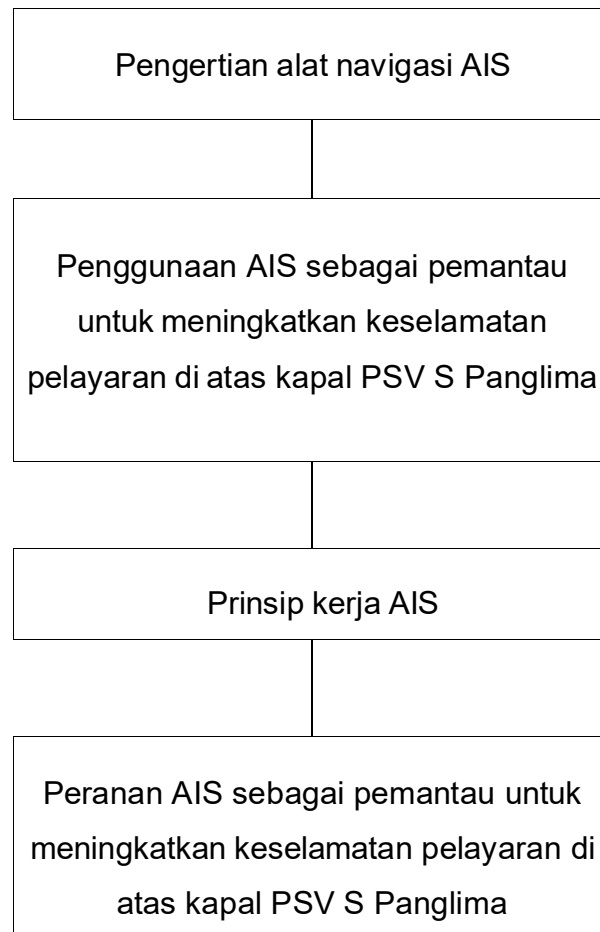 Pengertian alat navigasi AIS
Penggunaan AIS sebagai pemantau
untuk meningkatkan keselamatan
pelayaran di atas kapal PSV S Panglima
Prinsip kerja AIS
Peranan AIS sebagai pemantau untuk
meningkatkan keselamatan pelayaran di
atas kapal PSV S Panglima